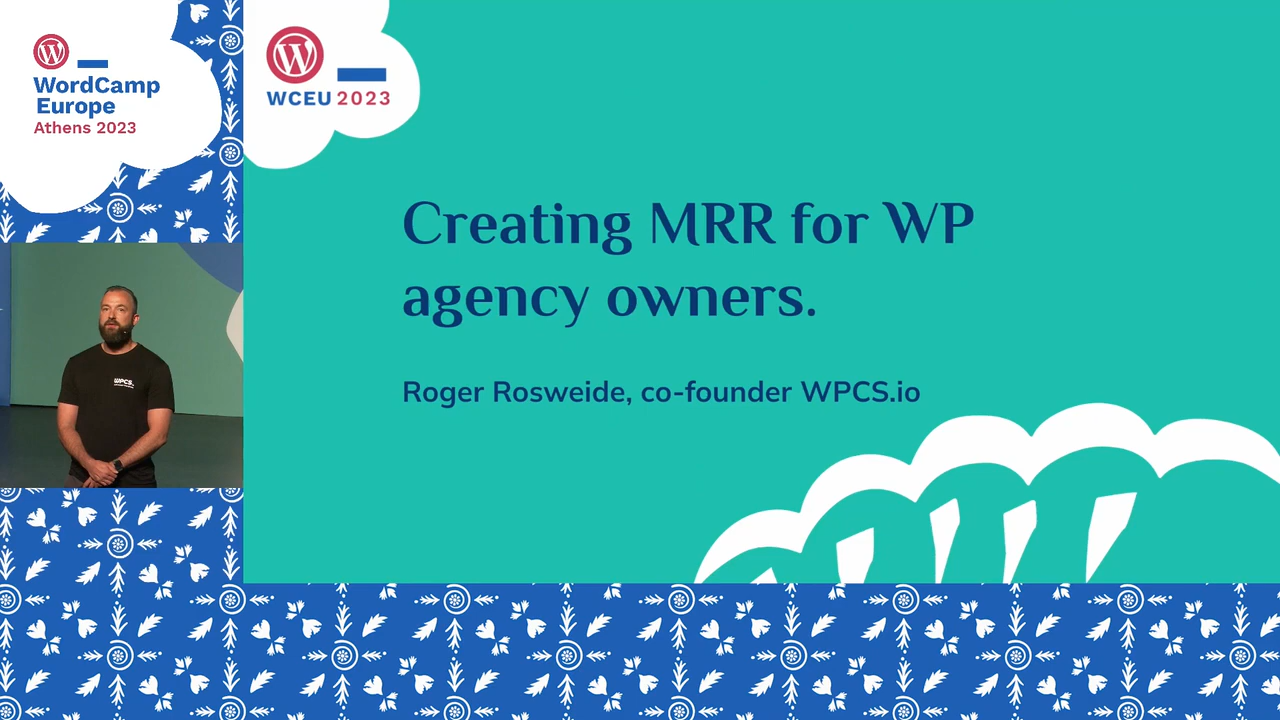 WordCamp
Europe
Athens 2023
WCEU 2023
Creating MRR for WP
agency owners.
Roger Rosweide, co-founder WPCS.io
WPCS.